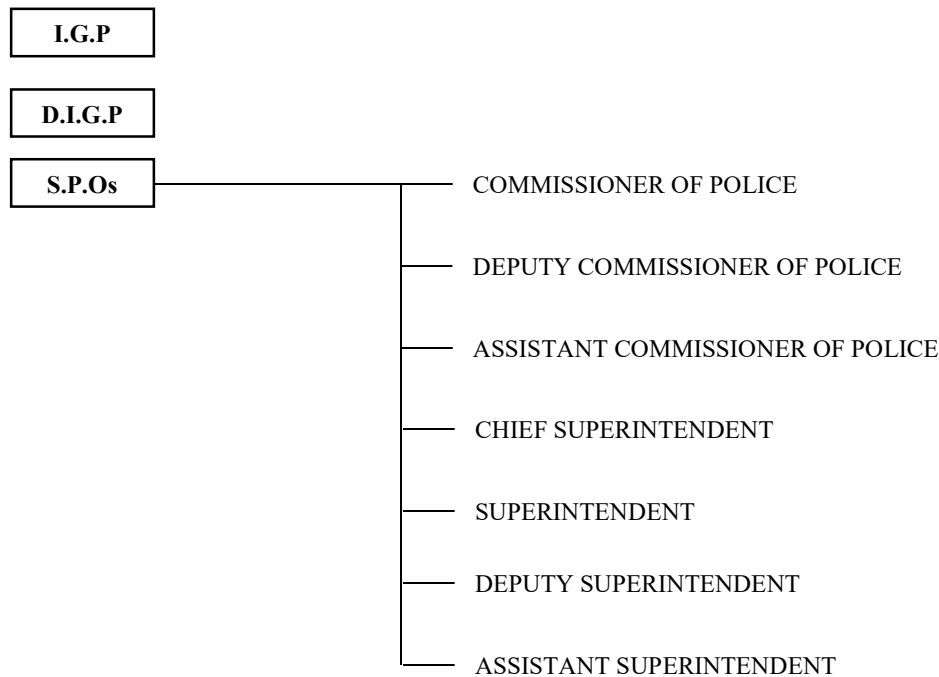 I.G.P
D.I.G.P
S.P.Os
COMMISSIONER OF POLICE
DEPUTY COMMISSIONER OF POLICE
ASSISTANT COMMISSIONER OF POLICE
CHIEF SUPERINTENDENT
SUPERINTENDENT
DEPUTY SUPERINTENDENT
ASSISTANT SUPERINTENDENT